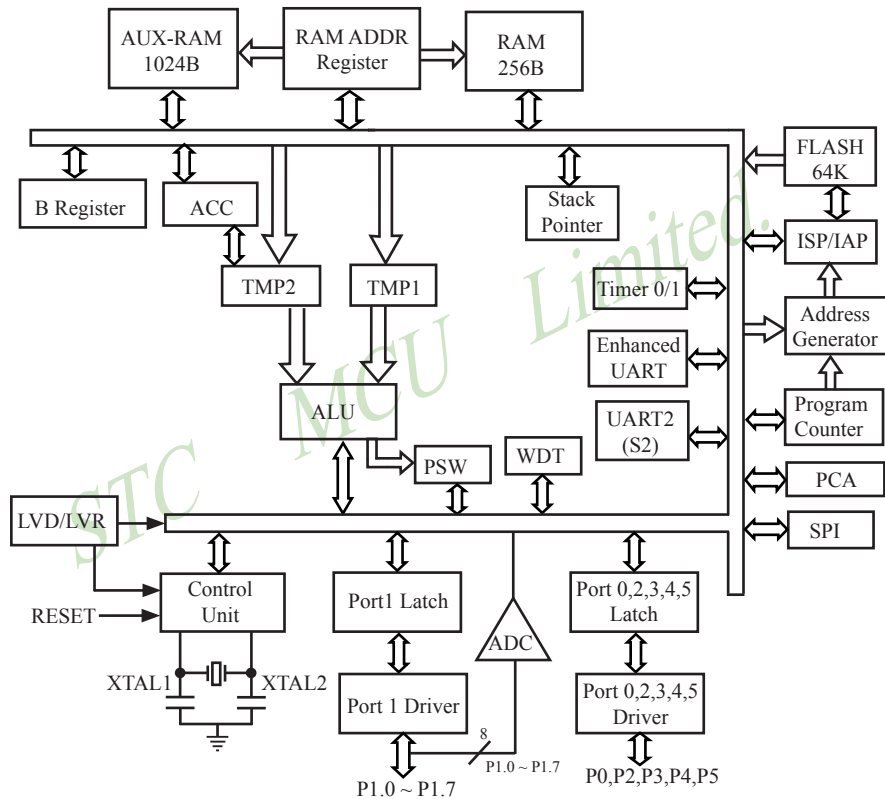 AUX-RAM
1024B
RAM ADDR
Register
RAM
256B
FLASH
64K
B Register
ACC
Stack
Pointer
ISP/IAP
TMP2
TMP1
Timer 0/1
Address
Generator
Enhanced
UART
ALU
UART2
(S2)
Program
Counter
PSW
WDT
PCA
LVD/LVR
SPI
Control
Unit
RESET
Port1 Latch
ADC
Port 0,2,3,4,5
Latch
XTAL1
XTAL2
Port 1 Driver
Port 0,2,3,4,5
Driver
8
P1.0 ~ P1.7
P1.0 ~ P1.7
P0,P2,P3,P4,P5
STC MCU Limited.